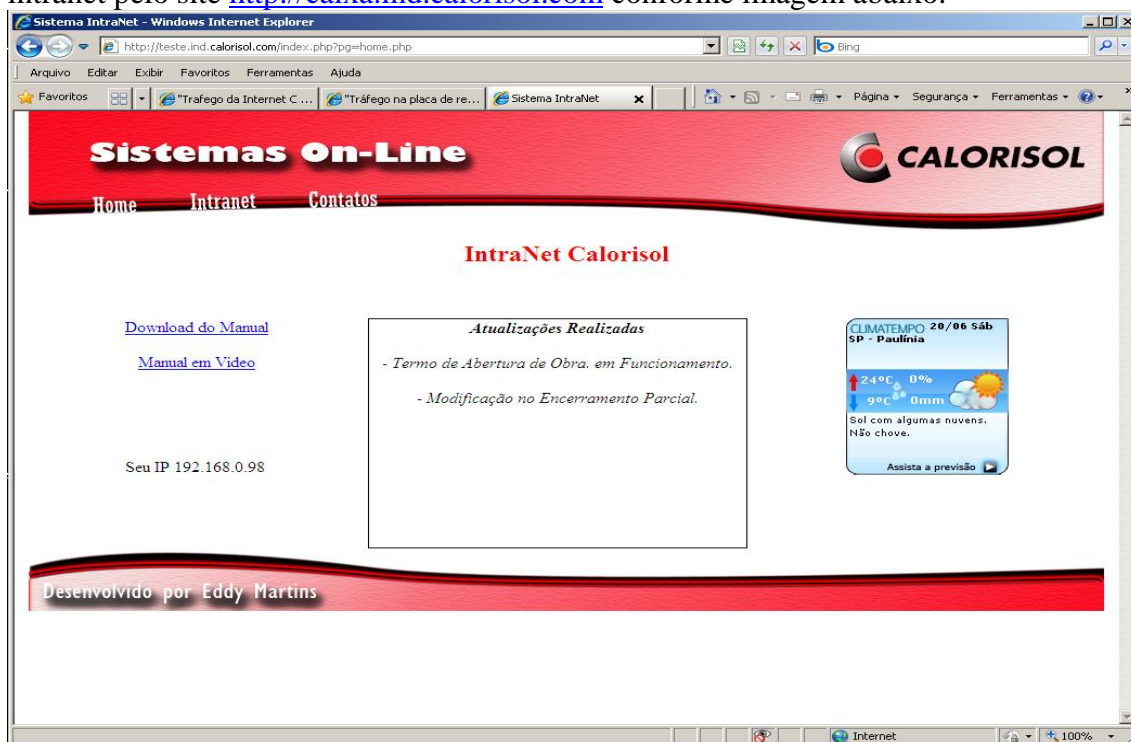 intranet pelo site http://caixa.ind.calorisol.com conforme imagem abaixo.
Sistema IntraNet - Windows Internet Explorer
http://teste.ind.calorisol.com/index.php?pg=home.php
Bing
Arquivo Editar Exibir Favoritos Ferramentas Ajuda
Favoritos "Trafego da Internet C ... "Tráfego na placa de re... Sistema IntraNet Página Segurança Ferramentas
Sistemas On-Line
CALORISOL
Home Intranet Contatos
IntraNet Calorisol
Download do Manual
Manual em Video
Seu IP 192.168.0.98
Atualizações Realizadas
- Termo de Abertura de Obra. em Funcionamento.
- Modificação no Encerramento Parcial.
CLIMATEMPO 20/06 Sáb
SP - Paulínia
24°C 0%
9°C 0mm
Sol com algumas nuvens.
Não chove.
Assista a previsão
Desenvolvido por Eddy Martins
Internet 100%